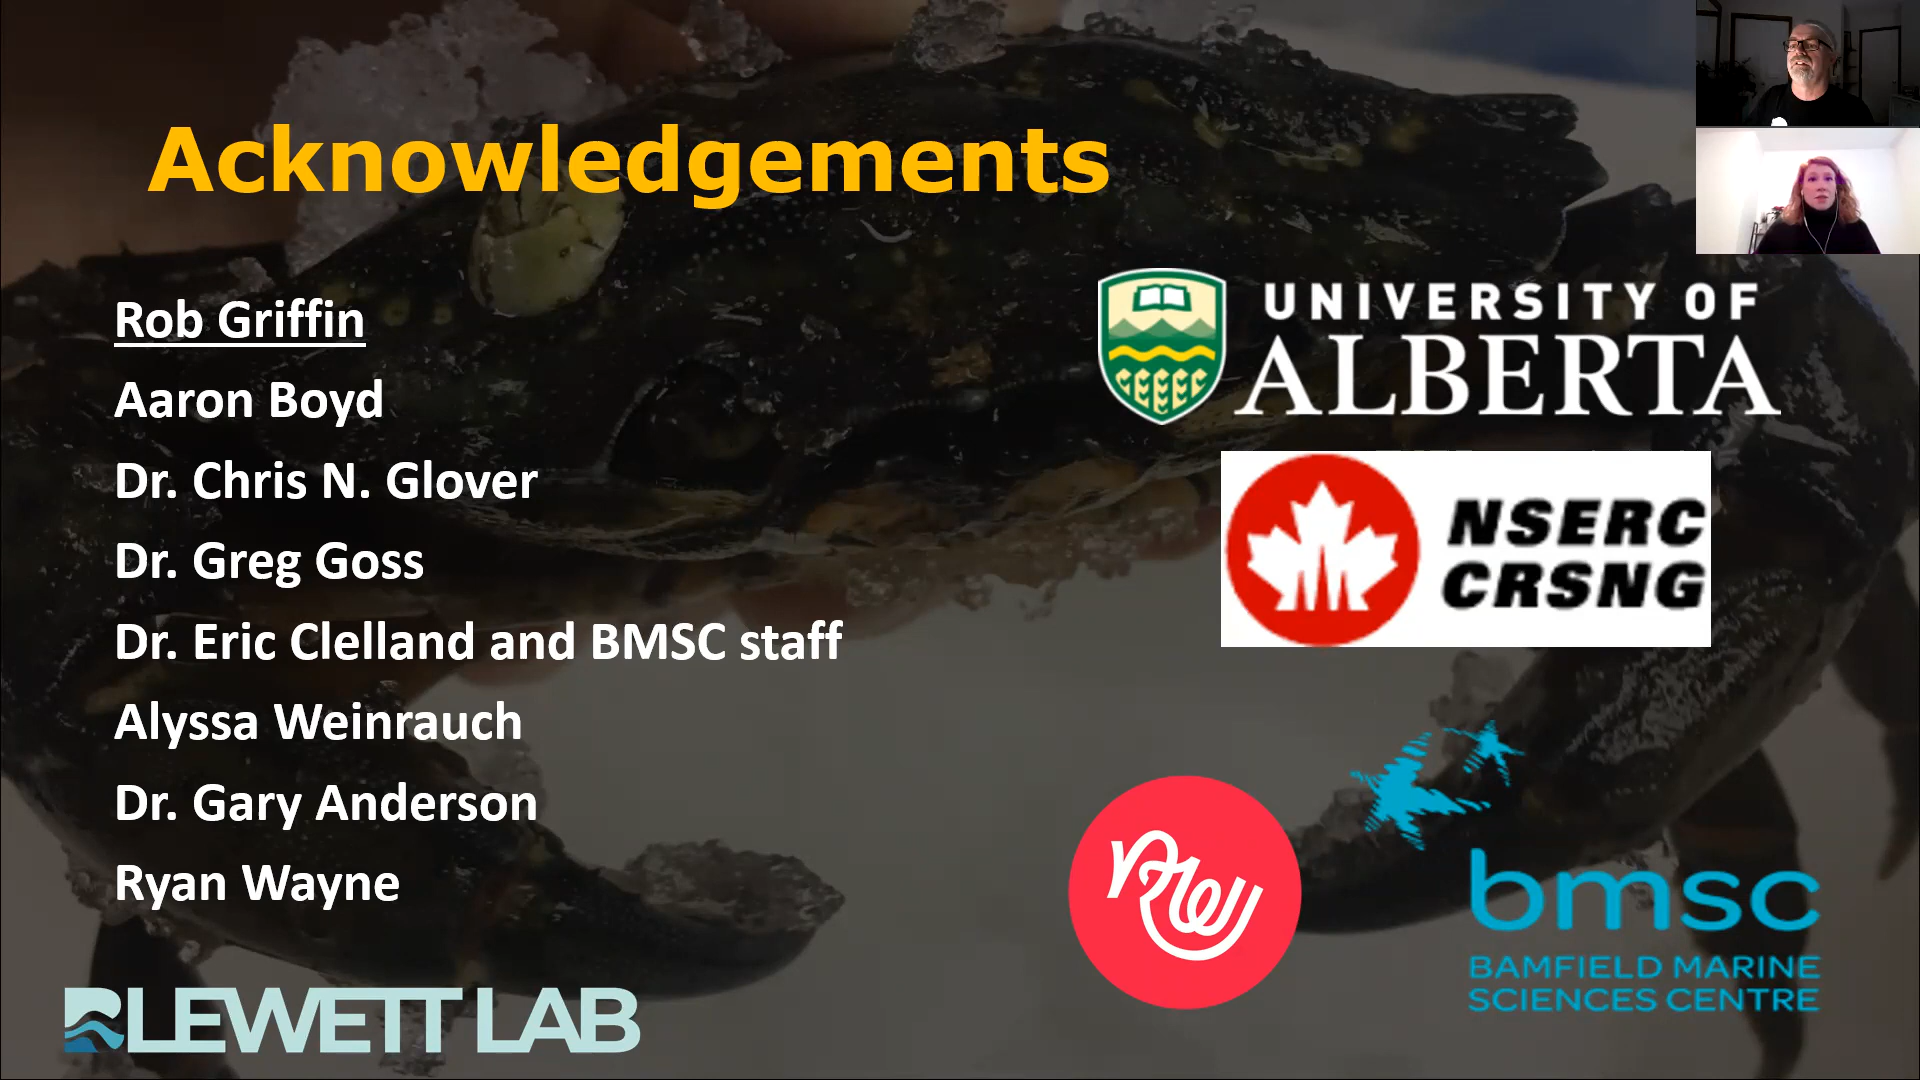 Acknowledgements
Rob Griffin
Aaron Boyd
Dr. Chris N. Glover
Dr. Greg Goss
Dr. Eric Clelland and BMSC staff
Alyssa Weinrauch
Dr. Gary Anderson
Ryan Wayne
BLEWETT LAB
UNIVERSITY OF
ALBERTA
NSERC
CRSNG
RW
bmsc
BAMFIELD MARINE
SCIENCES CENTRE